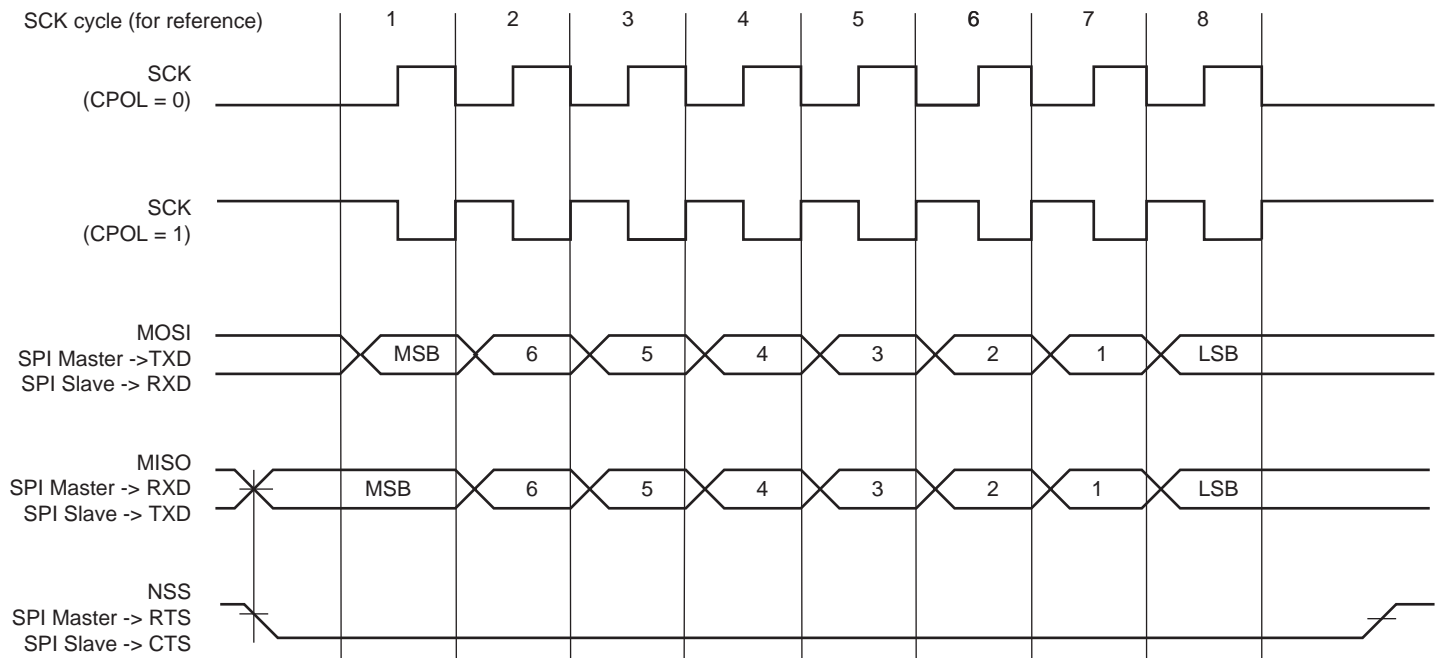 SCK cycle (for reference) 1 2 3 4 5 6 7 8
SCK
(CPOL = 0)
SCK
(CPOL = 1)
MOSI
SPI Master ->TXD
SPI Slave -> RXD
MSB 6 5 4 3 2 1 LSB
MISO
SPI Master -> RXD
SPI Slave -> TXD
MSB 6 5 4 3 2 1 LSB
NSS
SPI Master -> RTS
SPI Slave -> CTS